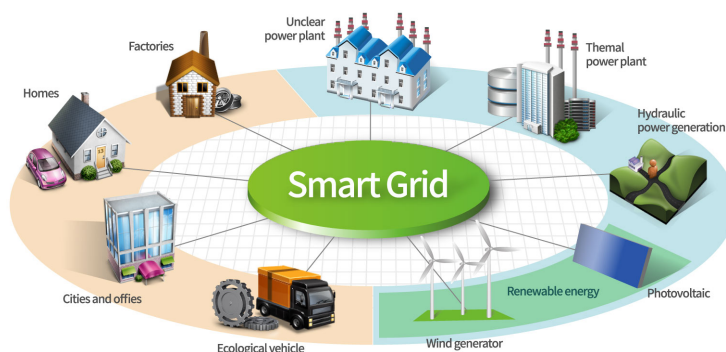 Unclear
power plant
Factories
Themal
power plant
Homes
Hydraulic
power generation
Smart Grid
Cities and offies
Renewable energy
Photovoltaic
Ecological vehicle
Wind generator